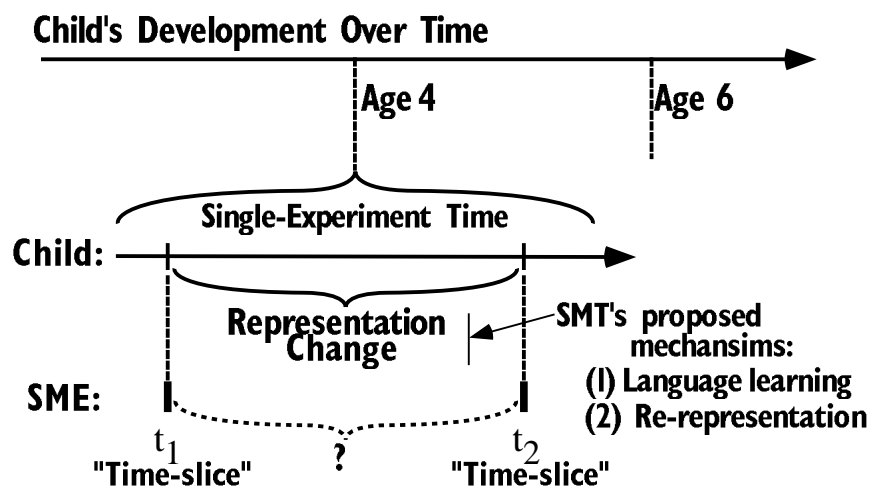 Child's Development Over Time
Age 4
Age 6
Single-Experiment Time
Child:
Representation
Change
SMT's proposed
mechansims:
(1) Language learning
(2) Re-representation
SME:
t1
?
t2
"Time-slice"
"Time-slice"